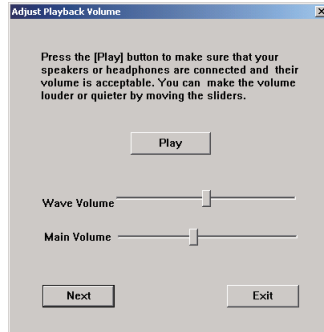 Adjust Playback Volume
Press the [Play] button to make sure that your
speakers or headphones are connected and their
volume is acceptable. You can make the volume
louder or quieter by moving the sliders.
Play
Wave Volume
Main Volume
Next
Exit